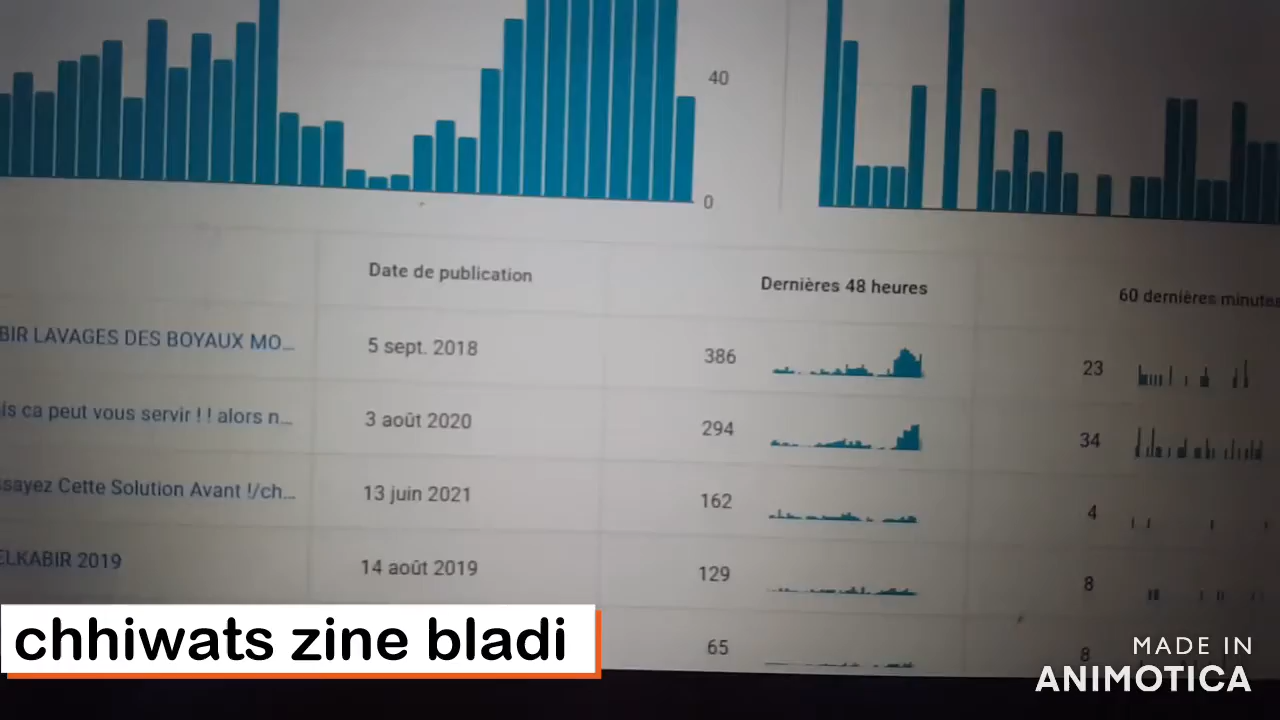 40
0
Date de publication
Dernières 48 heures
60 dernières minutes
BIR LAVAGES DES BOYAUX MO...
5 sept. 2018
386
23
is ca peut vous servir ! ! alors n...
3 août 2020
294
34
ssayez Cette Solution Avant !/ch...
13 juin 2021
162
4
ELKABIR 2019
14 août 2019
129
8
65
8
chhiwats zine bladi
MADE IN
ANIMOTICA